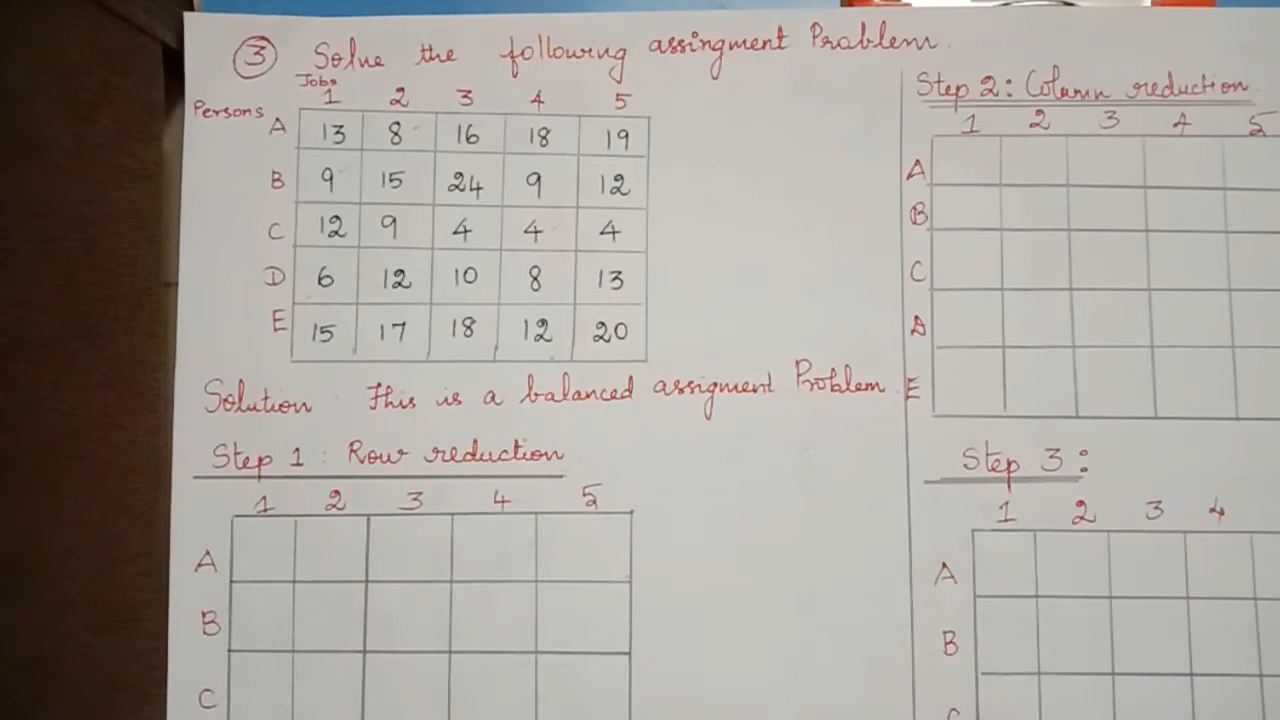 3 Solve the following assingment Problem
Jobs
1 2 3 4 5
Persons
A 13 8 16 18 19
B 9 15 24 9 12
C 12 9 4 4 4
D 6 12 10 8 13
E 15 17 18 12 20
Solution : This is a balanced assigment Problem
Step 1 : Row reduction
1 2 3 4 5
A
B
C
Step 2: Column reduction
1 2 3 4 5
A
B
C
D
E
Step 3:
1 2 3 4
A
B